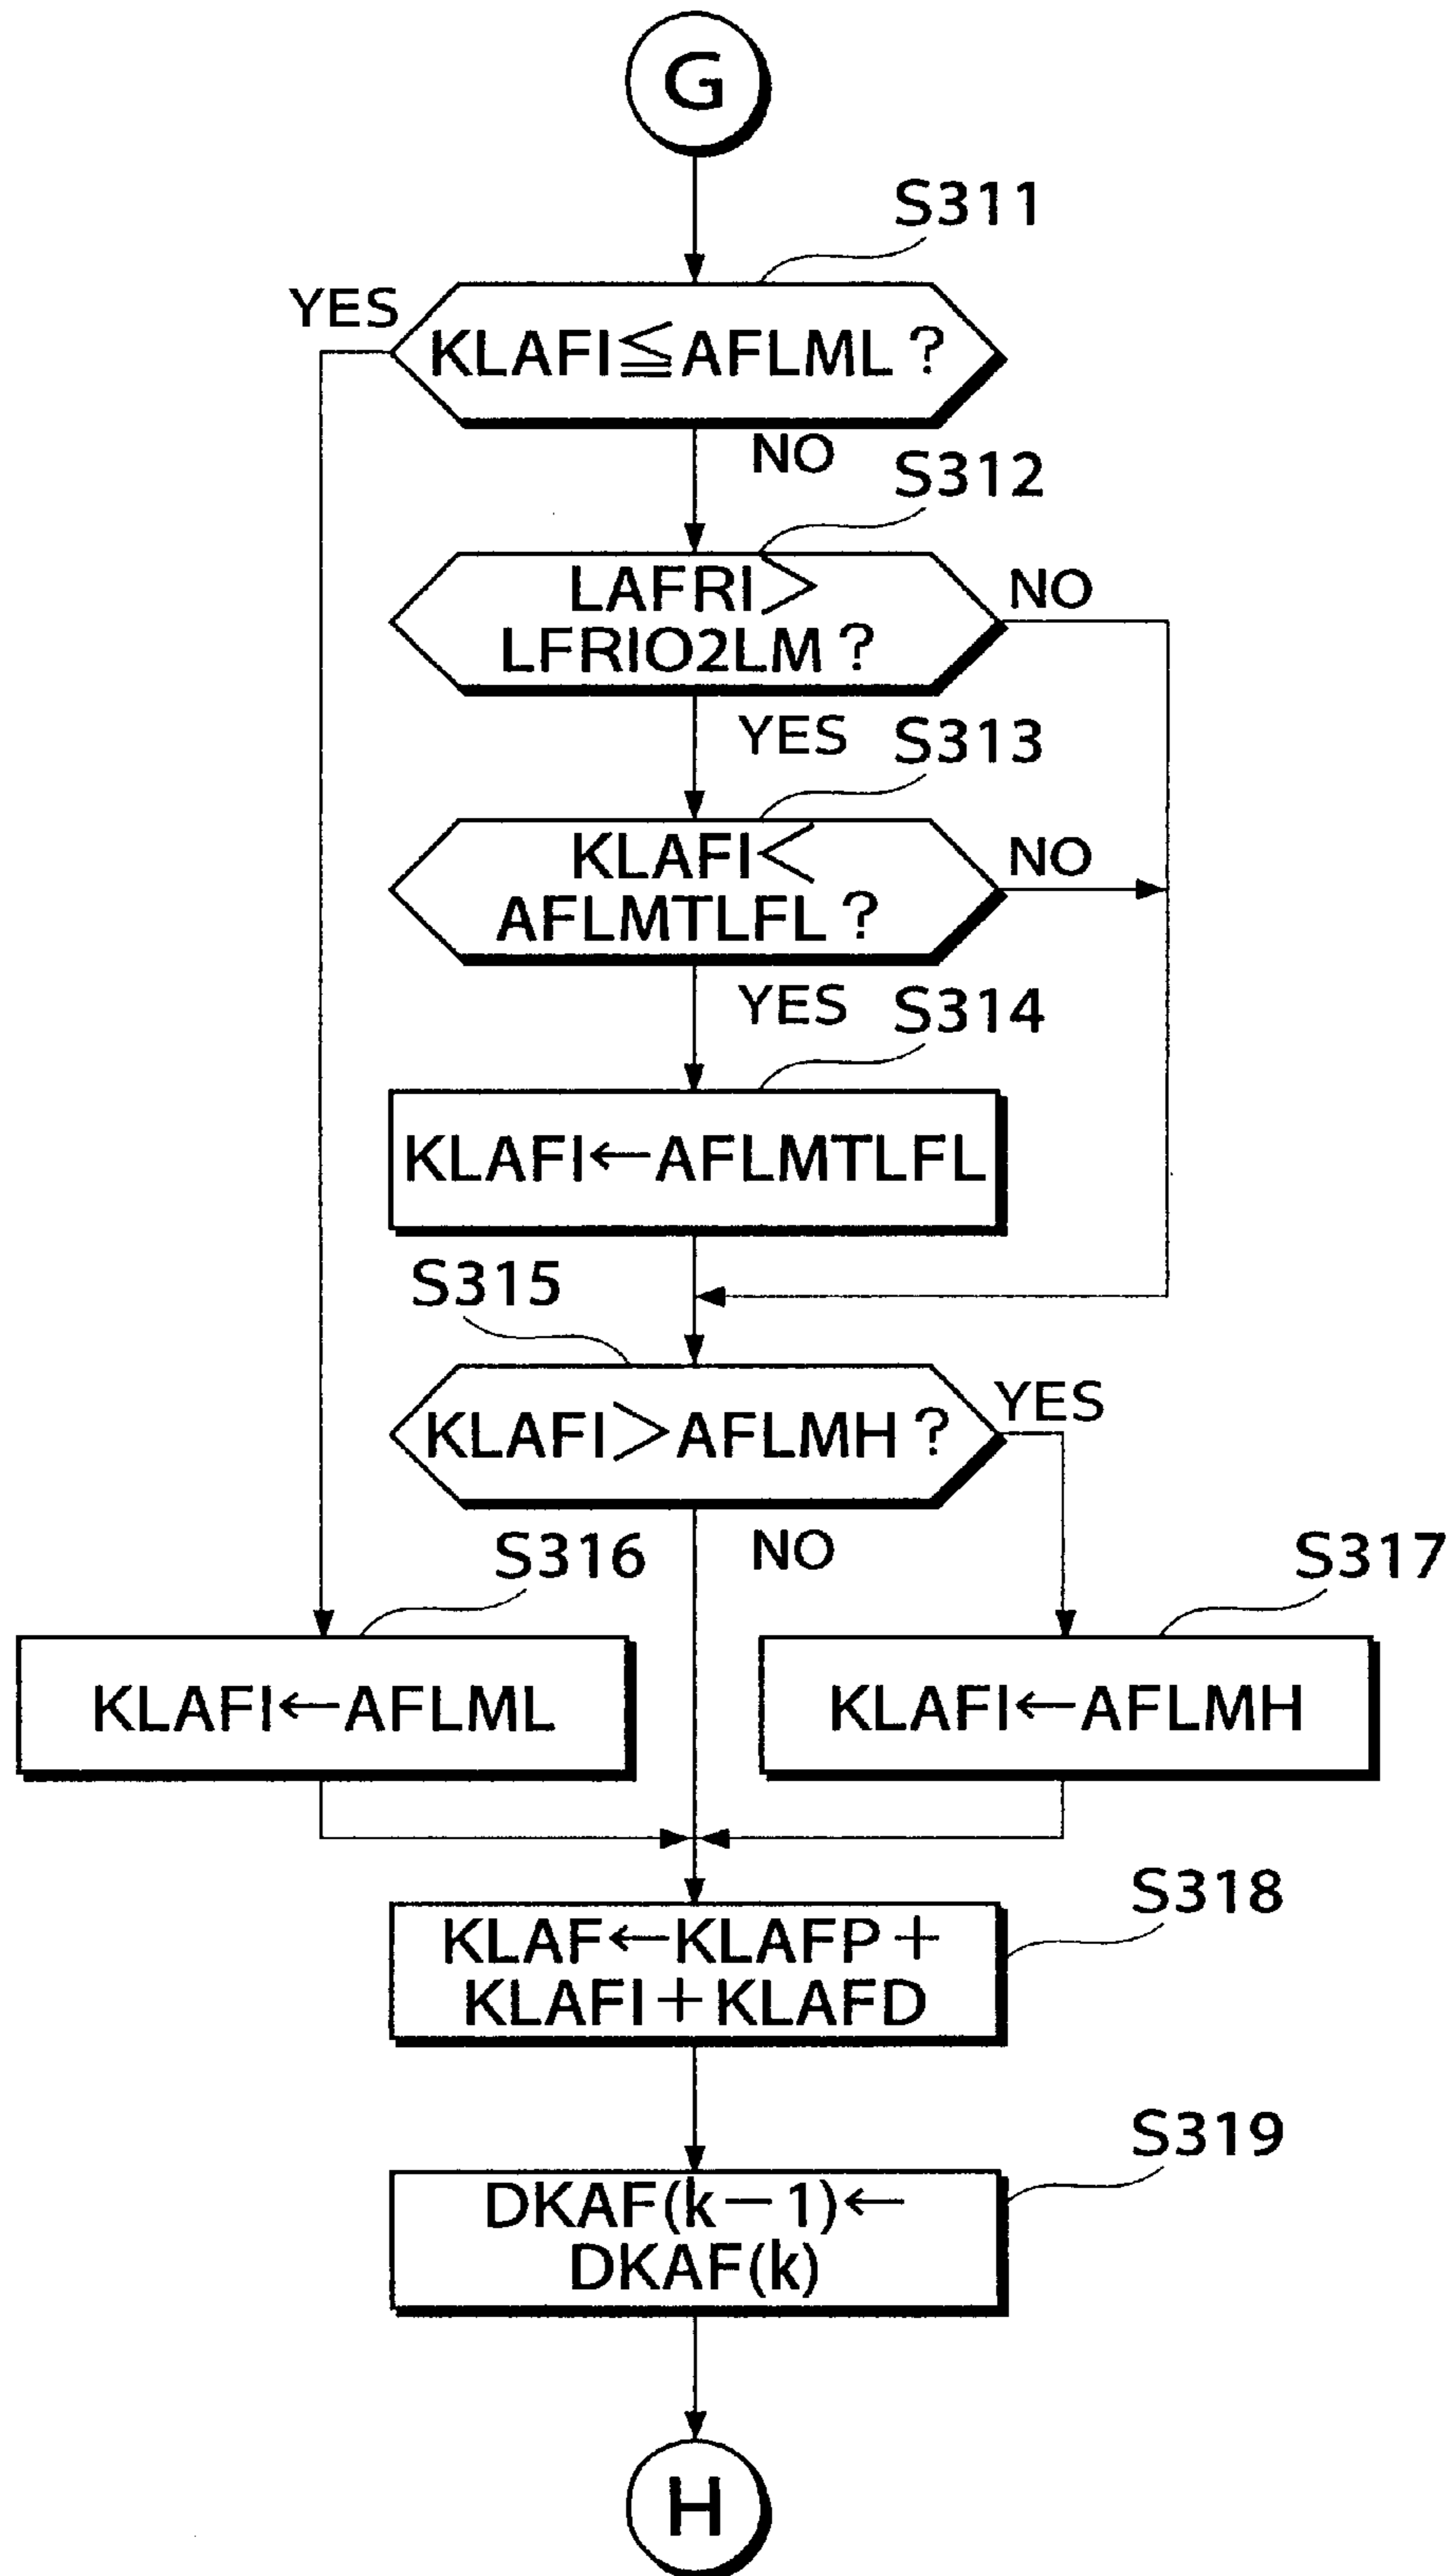 G
S311
YES
KLAFI≦AFLML?
NO
S312
LAFRI>
LFRIO2LM?
NO
YES
S313
KLAFI<
AFLMTLFL?
NO
YES
S314
KLAFI←AFLMTLFL
S315
KLAFI>AFLMH?
YES
NO
S316
KLAFI←AFLML
S317
KLAFI←AFLMH
S318
KLAF←KLAFP+
KLAFI+KLAFD
S319
DKAF(k−1)←
DKAF(k)
H